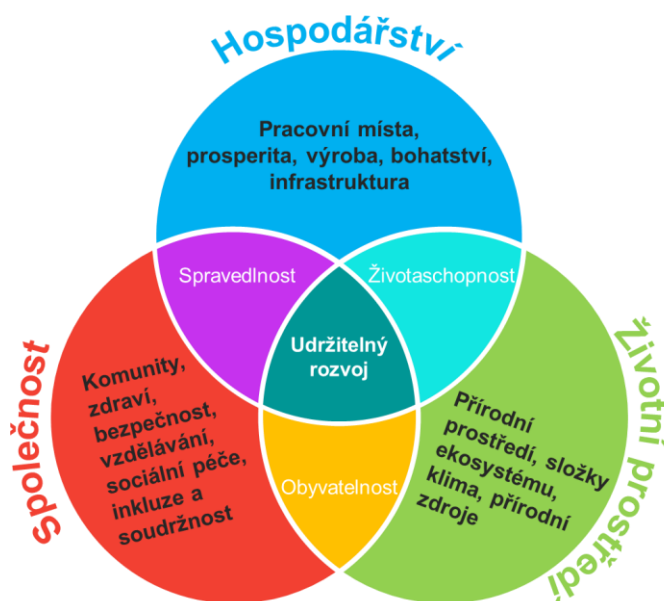 Hospodářství
Pracovní místa,
prosperita, výroba, bohatství,
infrastruktura
Spravedlnost
Životaschopnost
Udržitelný
rozvoj
Společnost
Komunity,
zdraví,
bezpečnost,
vzdělávání,
sociální péče,
inkluze a
soudržnost
Obyvatelnost
Životní prostředí
Přírodní
prostředí, složky
ekosystému,
klima, přírodní
zdroje